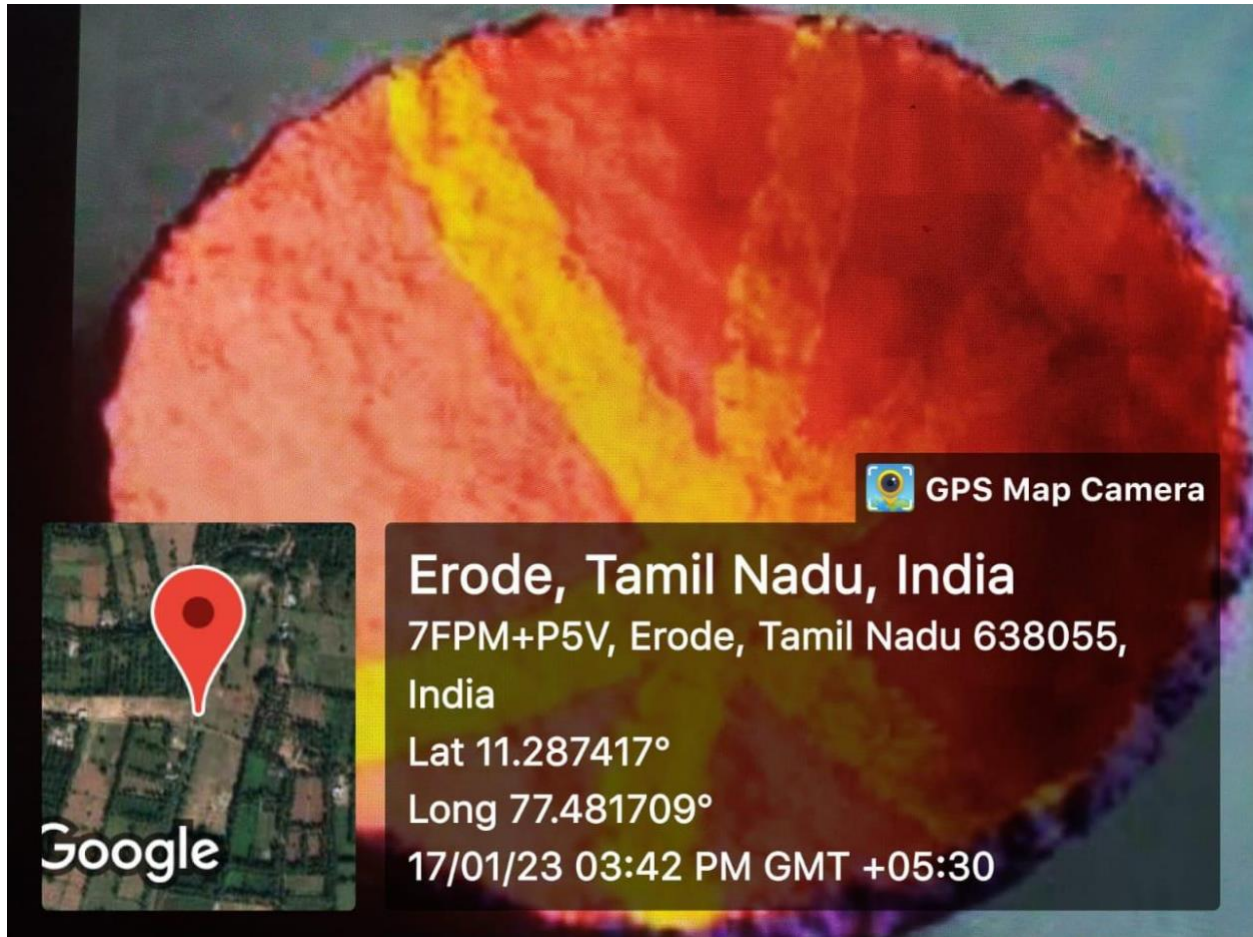 GPS Map Camera
Erode, Tamil Nadu, India
7FPM+P5V, Erode, Tamil Nadu 638055,
India
Lat 11.287417°
Long 77.481709°
17/01/23 03:42 PM GMT +05:30
Google